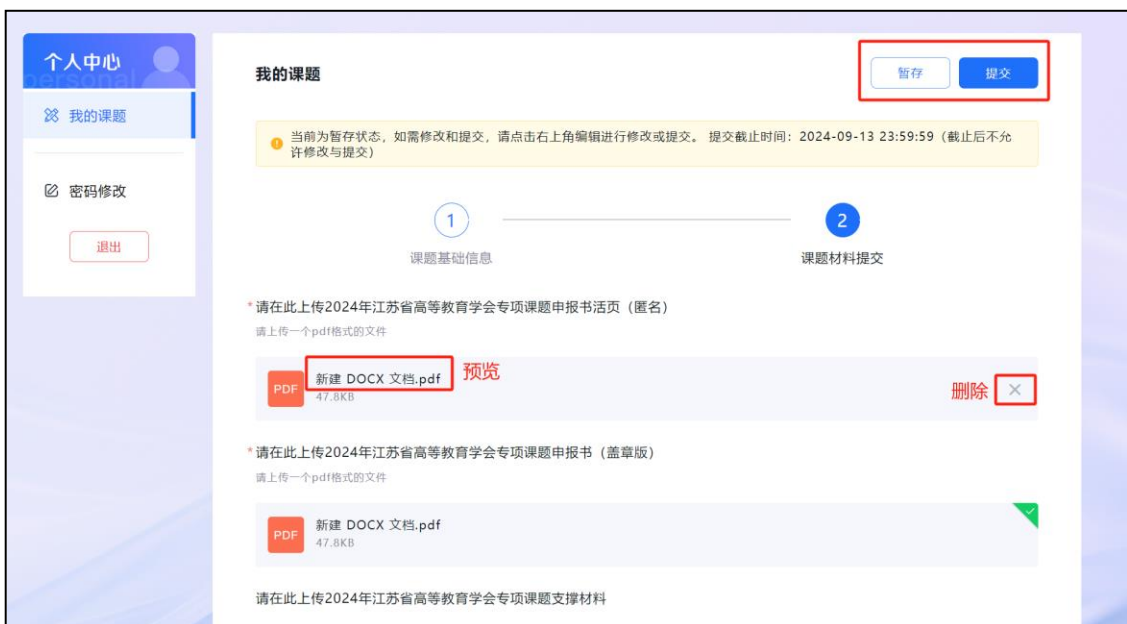 个人中心
personal
我的课题
密码修改
退出
我的课题
暂存
提交
当前为暂存状态，如需修改和提交，请点击右上角编辑进行修改或提交。 提交截止时间：2024-09-13 23:59:59（截止后不允
许修改与提交）
1
2
课题基础信息
课题材料提交
*请在此上传2024年江苏省高等教育学会专项课题申报书活页（匿名）
请上传一个pdf格式的文件
PDF
新建 DOCX 文档.pdf
预览
47.8KB
删除
*请在此上传2024年江苏省高等教育学会专项课题申报书（盖章版）
请上传一个pdf格式的文件
PDF
新建 DOCX 文档.pdf
47.8KB
请在此上传2024年江苏省高等教育学会专项课题支撑材料